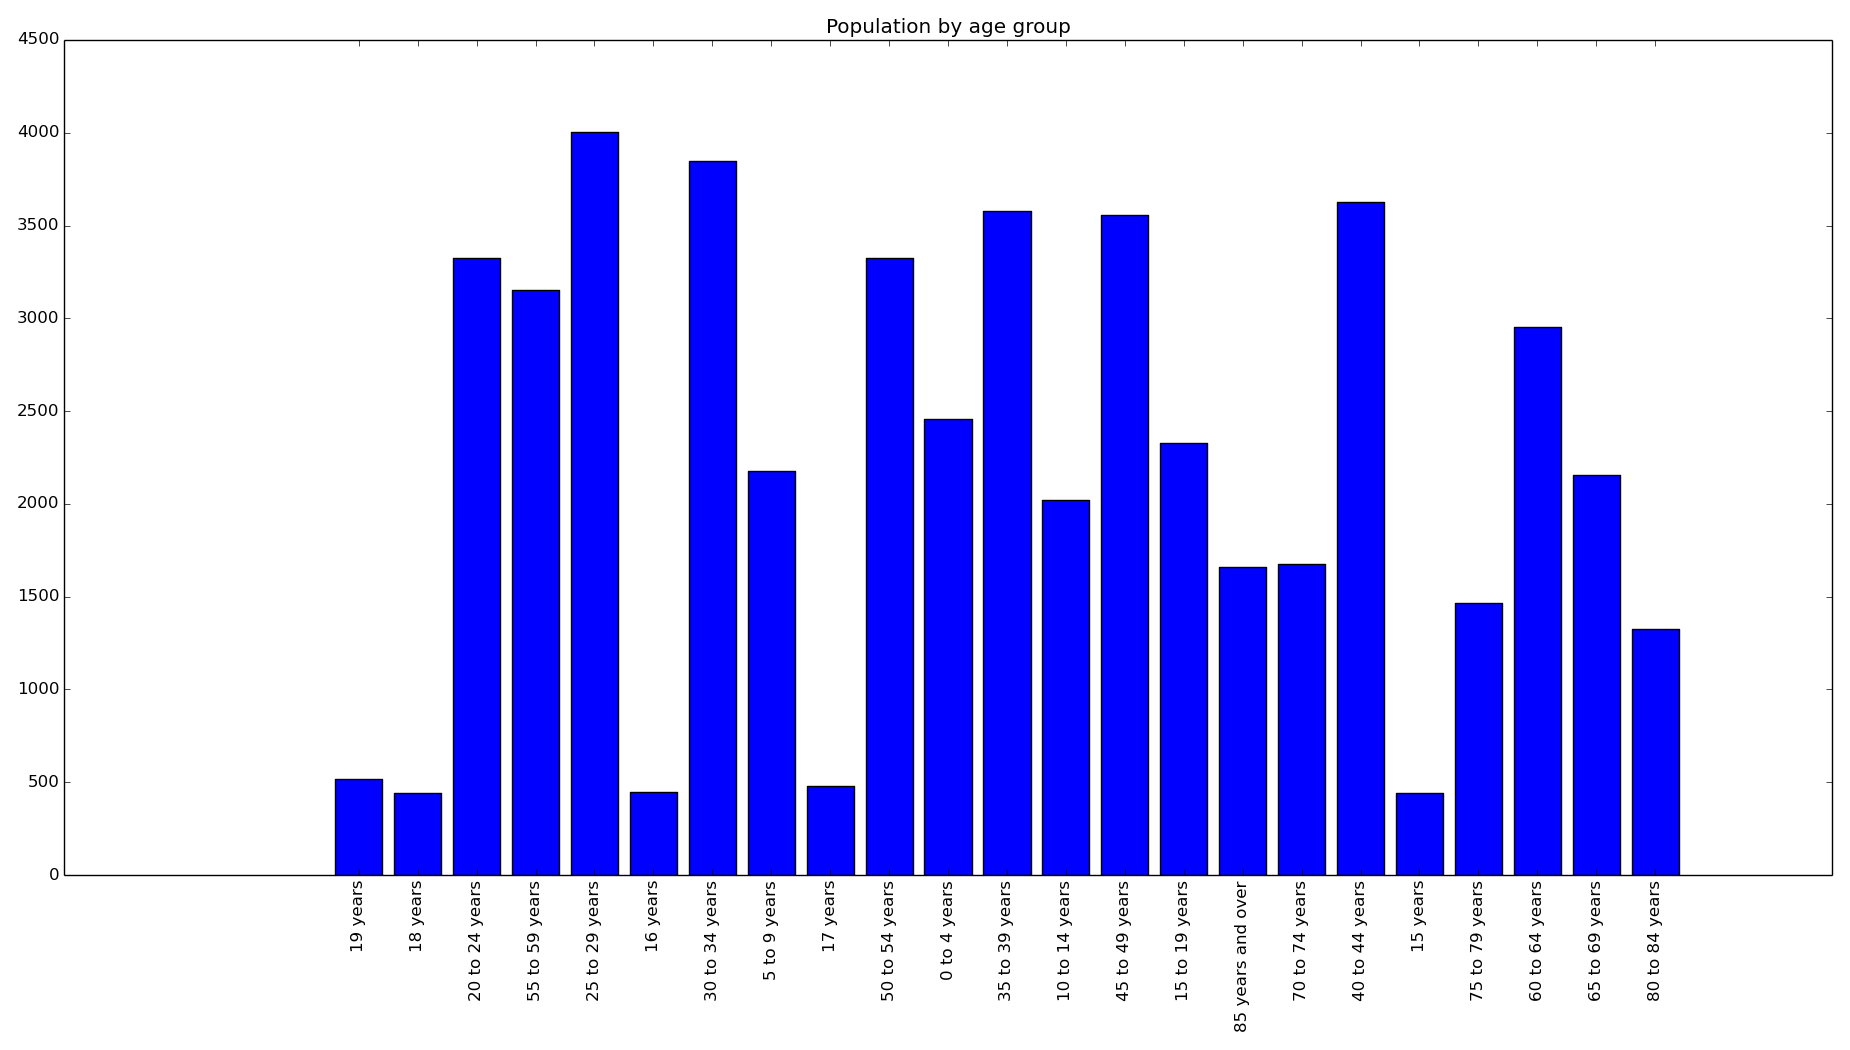 Population by age group
4500
4000
3500
3000
2500
2000
1500
1000
500
0
19 years
18 years
20 to 24 years
55 to 59 years
25 to 29 years
16 years
30 to 34 years
5 to 9 years
17 years
50 to 54 years
0 to 4 years
35 to 39 years
10 to 14 years
45 to 49 years
15 to 19 years
85 years and over
70 to 74 years
40 to 44 years
15 years
75 to 79 years
60 to 64 years
65 to 69 years
80 to 84 years